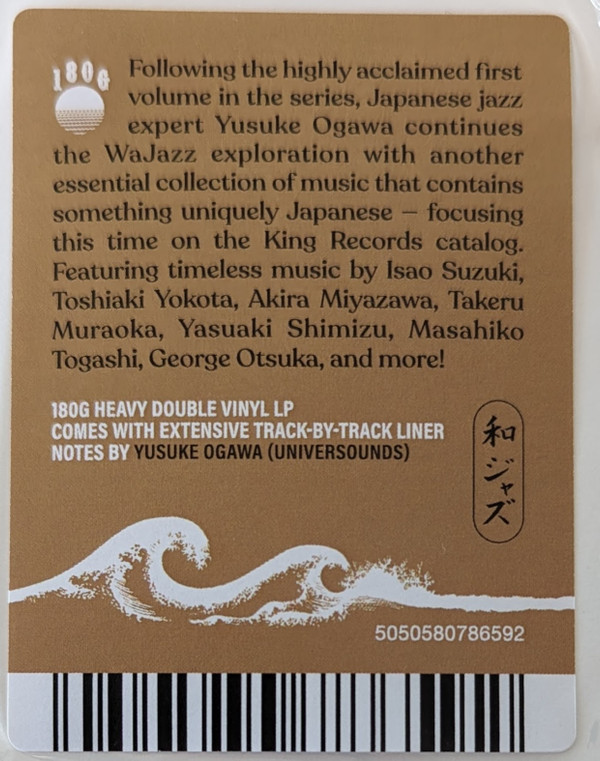 180G
Following the highly acclaimed first
volume in the series, Japanese jazz
expert Yusuke Ogawa continues
the WaJazz exploration with another
essential collection of music that contains
something uniquely Japanese – focusing
this time on the King Records catalog.
Featuring timeless music by Isao Suzuki,
Toshiaki Yokota, Akira Miyazawa, Takeru
Muraoka, Yasuaki Shimizu, Masahiko
Togashi, George Otsuka, and more!
180G HEAVY DOUBLE VINYL LP
COMES WITH EXTENSIVE TRACK-BY-TRACK LINER
NOTES BY YUSUKE OGAWA (UNIVERSOUNDS)
和ジャズ
5050580786592